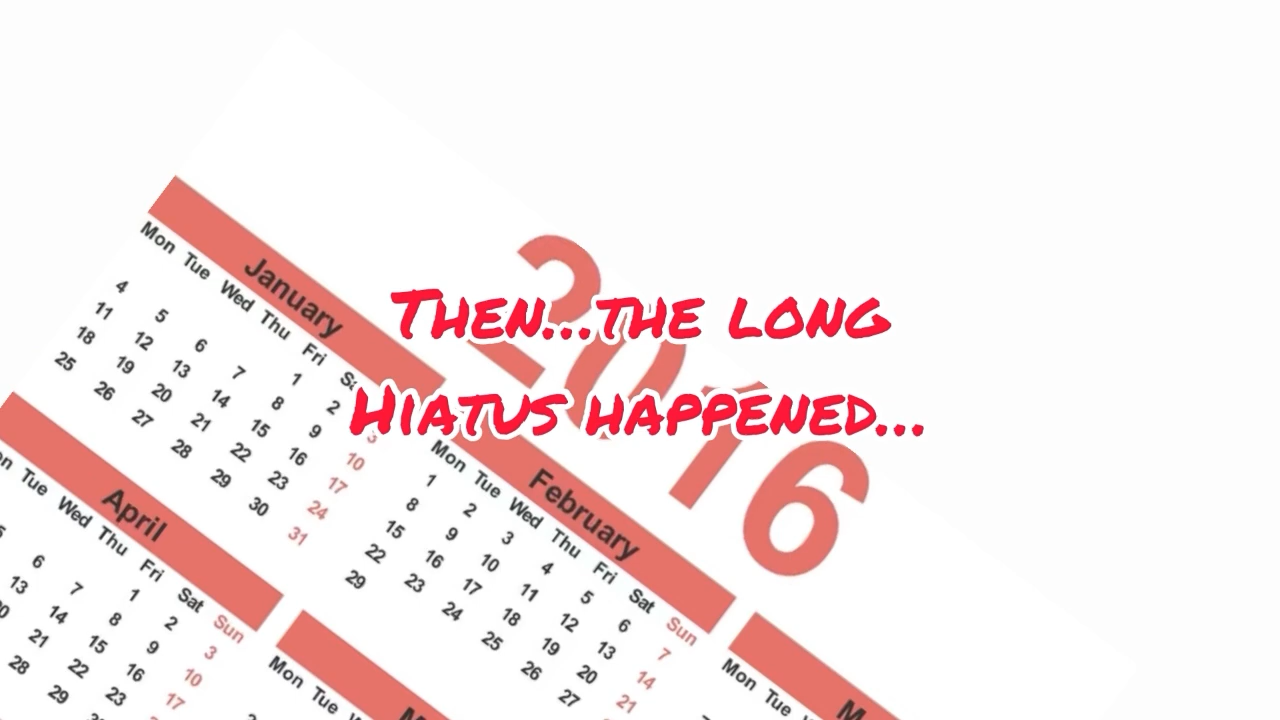 2016
Then...the long
Hiatus happened...
January
Mon Tue Wed Thu Fri
1 2 3
4 5 6 7 8 9 10
11 12 13 14 15 16 17
18 19 20 21 22 23 24
25 26 27 28 29 30 31
February
Mon Tue Wed Thu Fri Sat Sun
1 2 3 4 5 6 7
8 9 10 11 12 13 14
15 16 17 18 19 20 21
22 23 24 25 26 27
29
April
Tue Wed Thu Fri Sat Sun
1 2 3
6 7 8 9 10
13 14 15 16 17
21 22 23
28 29
Mon Tue Wed
Mon Tue Wed